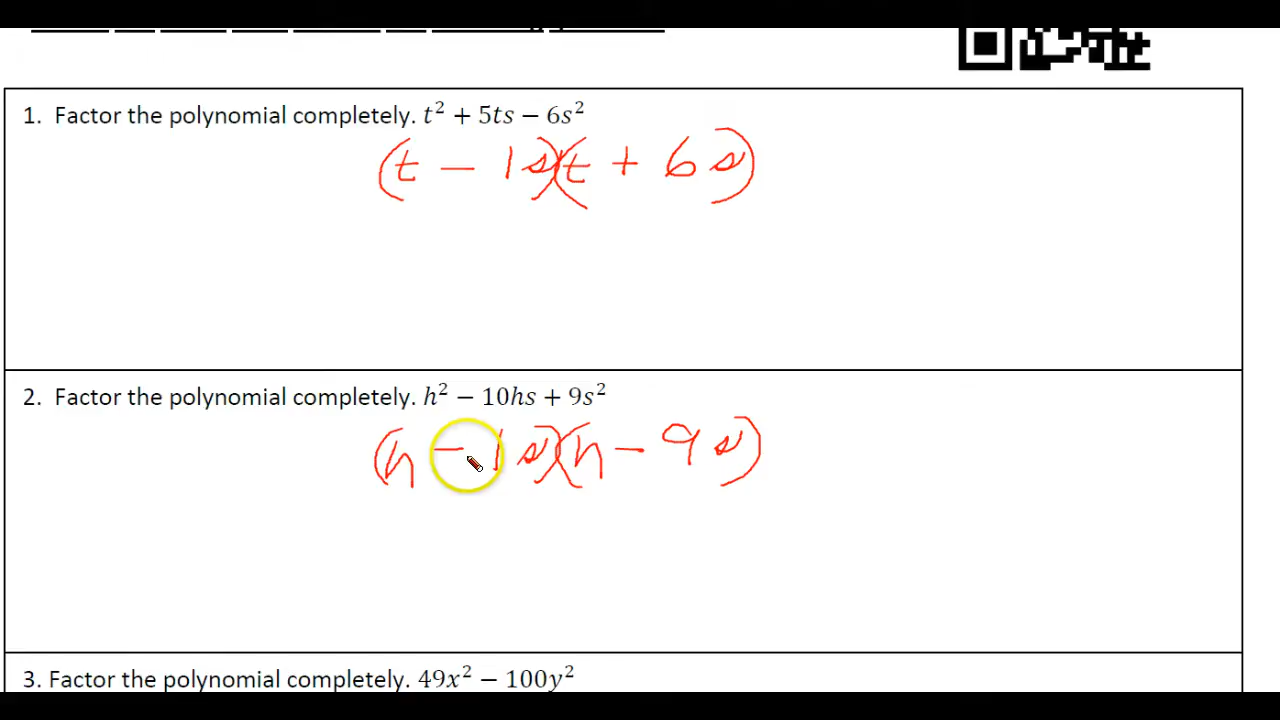 1. Factor the polynomial completely. t² + 5ts − 6s²
(t − 1s)(t + 6s)
2. Factor the polynomial completely. h² − 10hs + 9s²
(h − 1s)(h − 9s)
3. Factor the polynomial completely. 49x² − 100y²